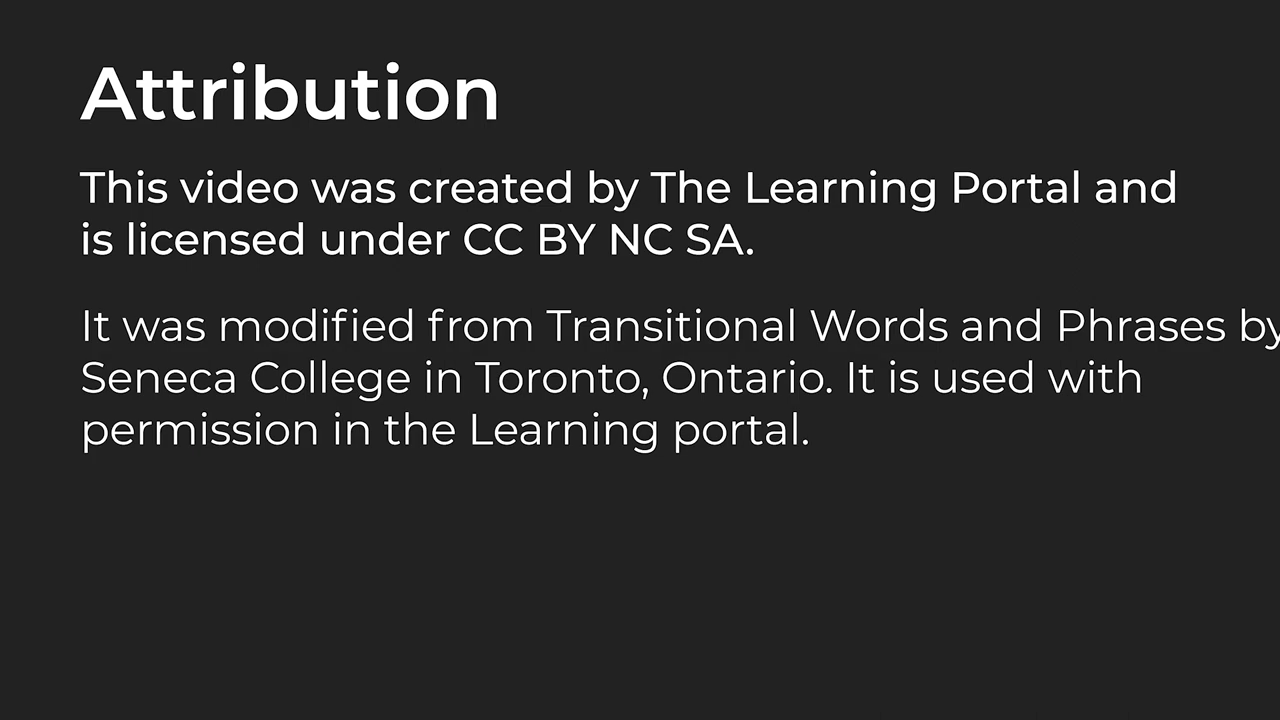 Attribution
This video was created by The Learning Portal and
is licensed under CC BY NC SA.
It was modified from Transitional Words and Phrases by
Seneca College in Toronto, Ontario. It is used with
permission in the Learning portal.